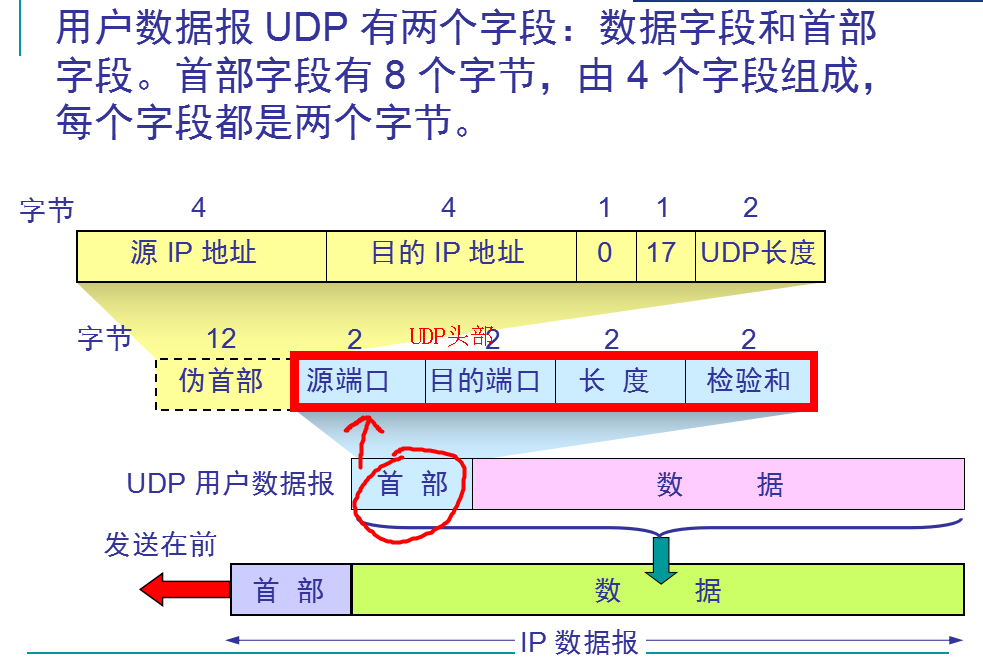 用户数据报 UDP 有两个字段：数据字段和首部
字段。首部字段有 8 个字节，由 4 个字段组成，
每个字段都是两个字节。
字节 4 4 1 1 2
源 IP 地址 目的 IP 地址 0 17 UDP长度
字节 12 2 UDP头部 2 2 2
伪首部 源端口 目的端口 长 度 检验和
UDP 用户数据报 首 部 数 据
发送在前
首 部 数 据
IP 数据报